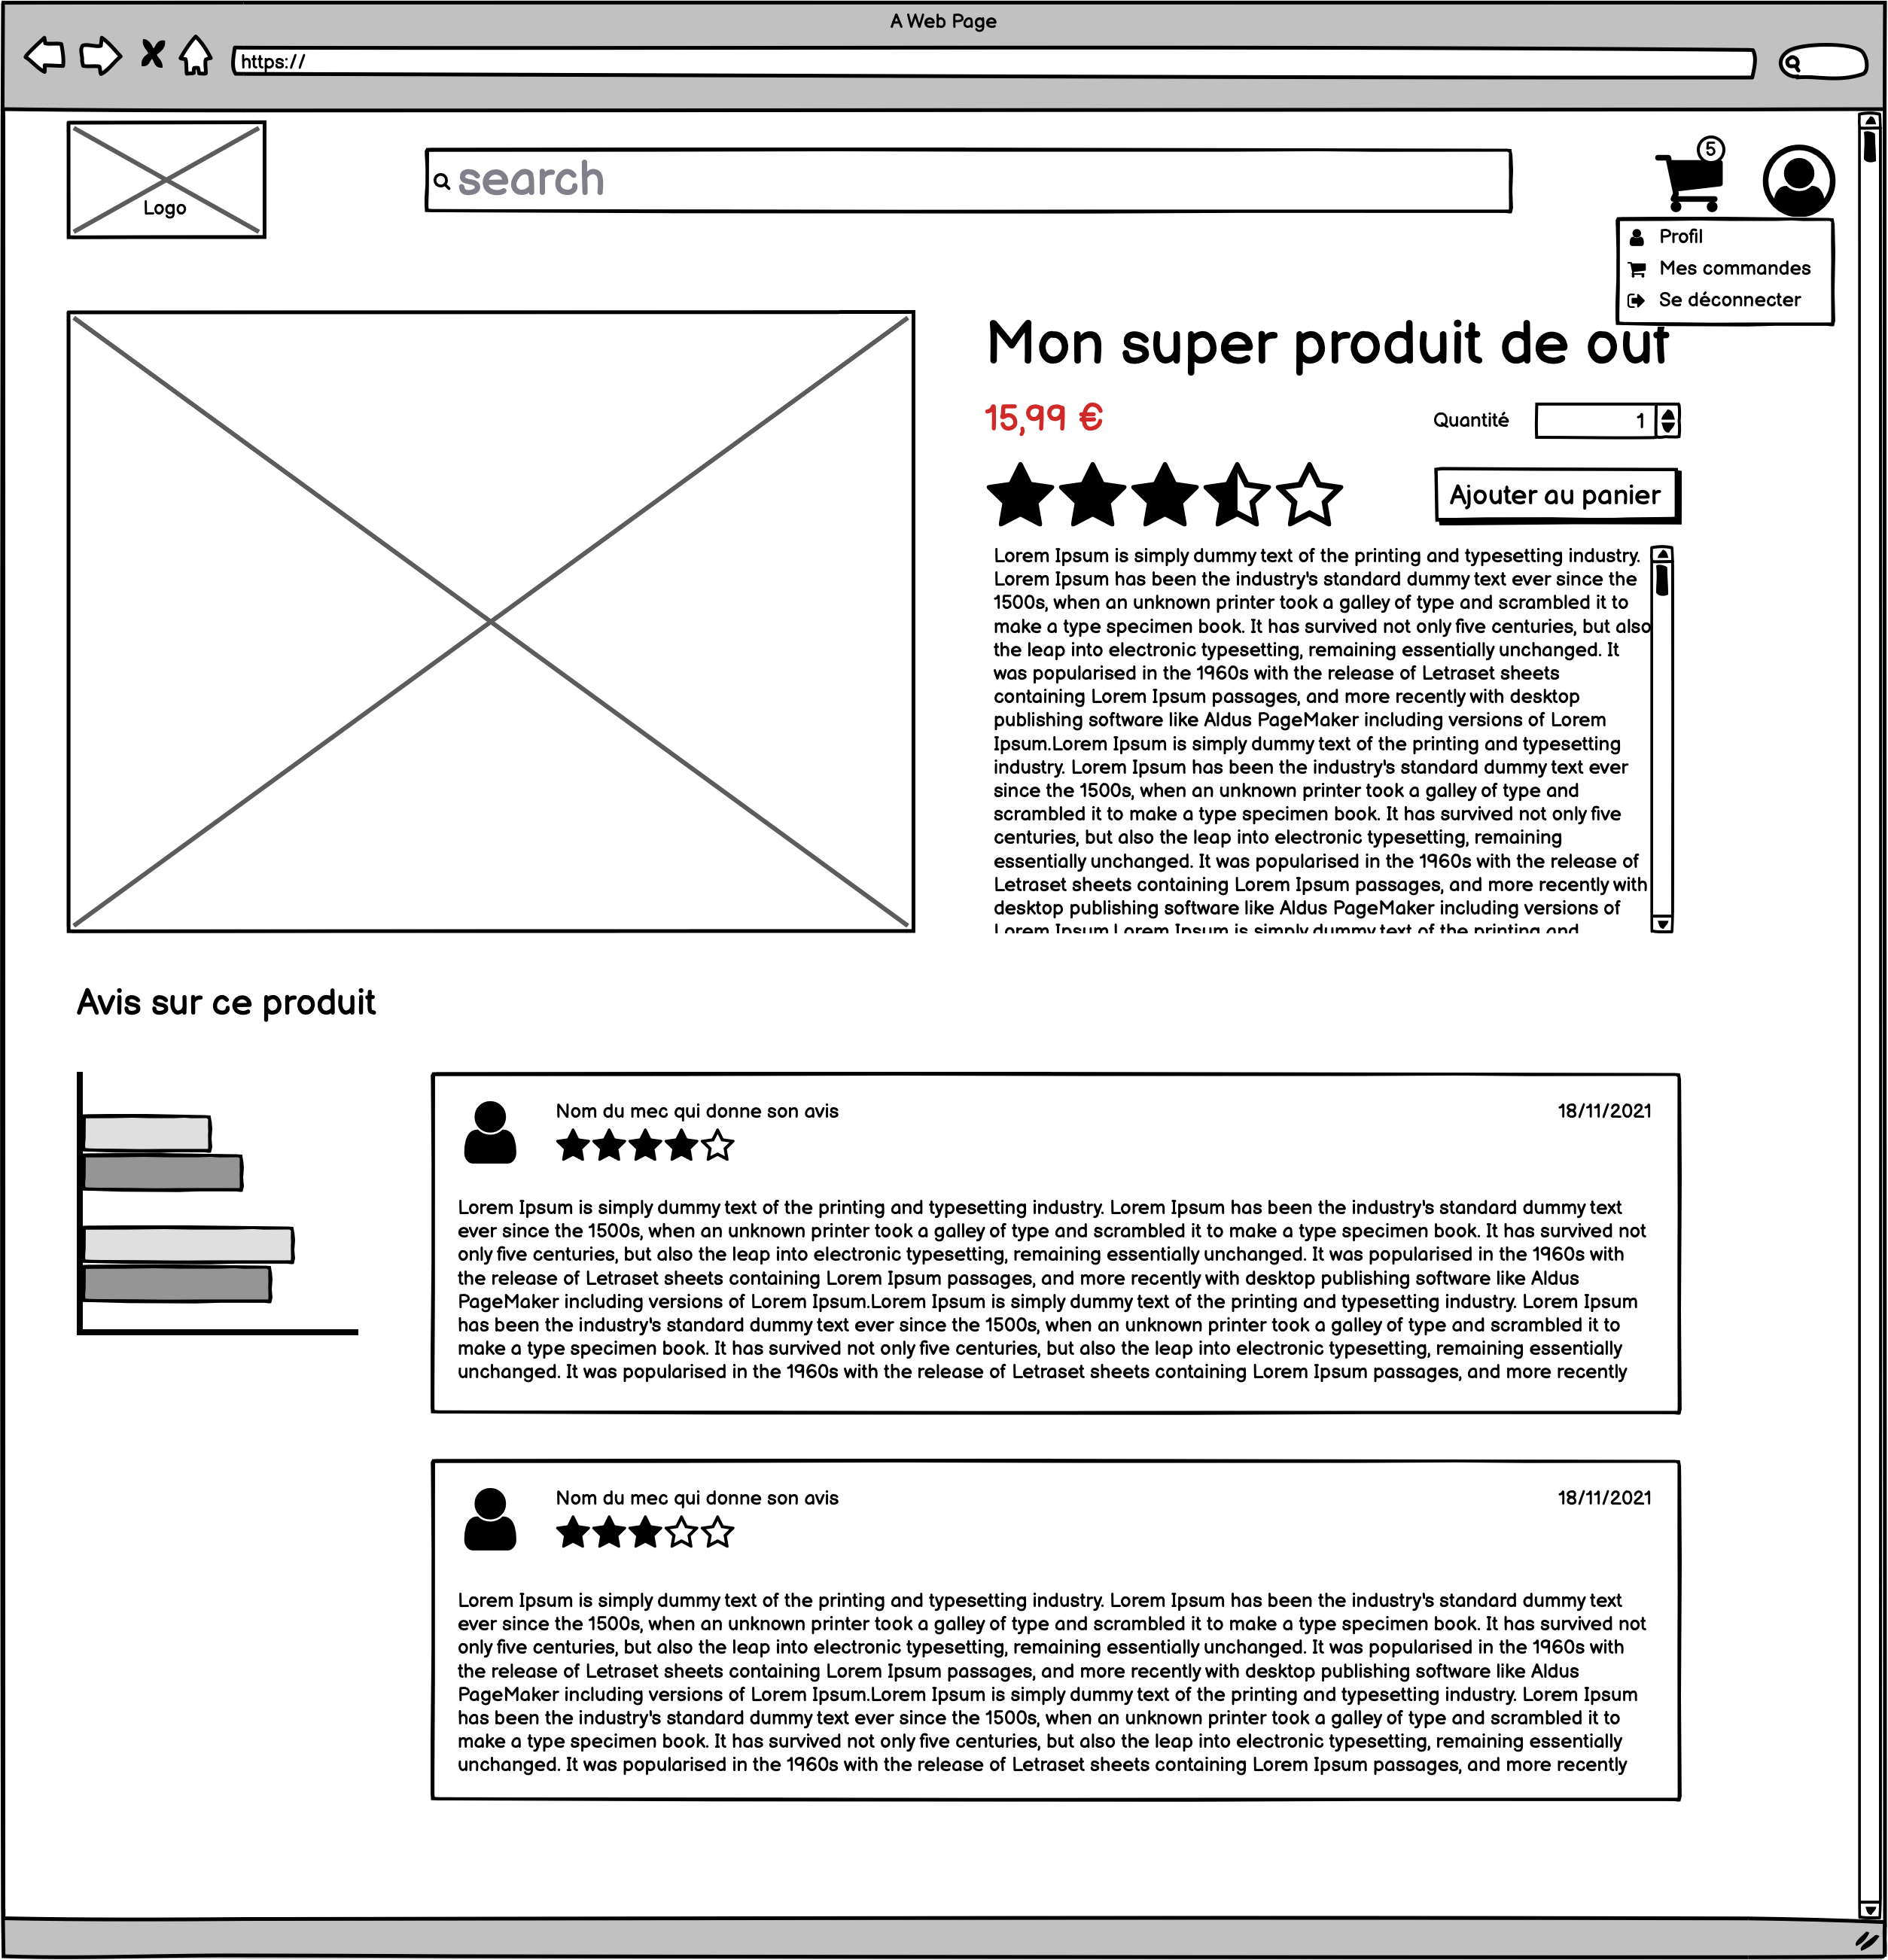 A Web Page
https://
Logo
search
5
Profil
Mes commandes
Se déconnecter
Mon super produit de ouf
15,99 €
Quantité
1
Ajouter au panier
Lorem Ipsum is simply dummy text of the printing and typesetting industry.
Lorem Ipsum has been the industry's standard dummy text ever since the
1500s, when an unknown printer took a galley of type and scrambled it to
make a type specimen book. It has survived not only five centuries, but also
the leap into electronic typesetting, remaining essentially unchanged. It
was popularised in the 1960s with the release of Letraset sheets
containing Lorem Ipsum passages, and more recently with desktop
publishing software like Aldus PageMaker including versions of Lorem
Ipsum.Lorem Ipsum is simply dummy text of the printing and typesetting
industry. Lorem Ipsum has been the industry's standard dummy text ever
since the 1500s, when an unknown printer took a galley of type and
scrambled it to make a type specimen book. It has survived not only five
centuries, but also the leap into electronic typesetting, remaining
essentially unchanged. It was popularised in the 1960s with the release of
Letraset sheets containing Lorem Ipsum passages, and more recently with
desktop publishing software like Aldus PageMaker including versions of
Lorem Ipsum.Lorem Ipsum is simply dummy text of the printing and
Avis sur ce produit
Nom du mec qui donne son avis
18/11/2021
Lorem Ipsum is simply dummy text of the printing and typesetting industry. Lorem Ipsum has been the industry's standard dummy text
ever since the 1500s, when an unknown printer took a galley of type and scrambled it to make a type specimen book. It has survived not
only five centuries, but also the leap into electronic typesetting, remaining essentially unchanged. It was popularised in the 1960s with
the release of Letraset sheets containing Lorem Ipsum passages, and more recently with desktop publishing software like Aldus
PageMaker including versions of Lorem Ipsum.Lorem Ipsum is simply dummy text of the printing and typesetting industry. Lorem Ipsum
has been the industry's standard dummy text ever since the 1500s, when an unknown printer took a galley of type and scrambled it to
make a type specimen book. It has survived not only five centuries, but also the leap into electronic typesetting, remaining essentially
unchanged. It was popularised in the 1960s with the release of Letraset sheets containing Lorem Ipsum passages, and more recently
Nom du mec qui donne son avis
18/11/2021
Lorem Ipsum is simply dummy text of the printing and typesetting industry. Lorem Ipsum has been the industry's standard dummy text
ever since the 1500s, when an unknown printer took a galley of type and scrambled it to make a type specimen book. It has survived not
only five centuries, but also the leap into electronic typesetting, remaining essentially unchanged. It was popularised in the 1960s with
the release of Letraset sheets containing Lorem Ipsum passages, and more recently with desktop publishing software like Aldus
PageMaker including versions of Lorem Ipsum.Lorem Ipsum is simply dummy text of the printing and typesetting industry. Lorem Ipsum
has been the industry's standard dummy text ever since the 1500s, when an unknown printer took a galley of type and scrambled it to
make a type specimen book. It has survived not only five centuries, but also the leap into electronic typesetting, remaining essentially
unchanged. It was popularised in the 1960s with the release of Letraset sheets containing Lorem Ipsum passages, and more recently